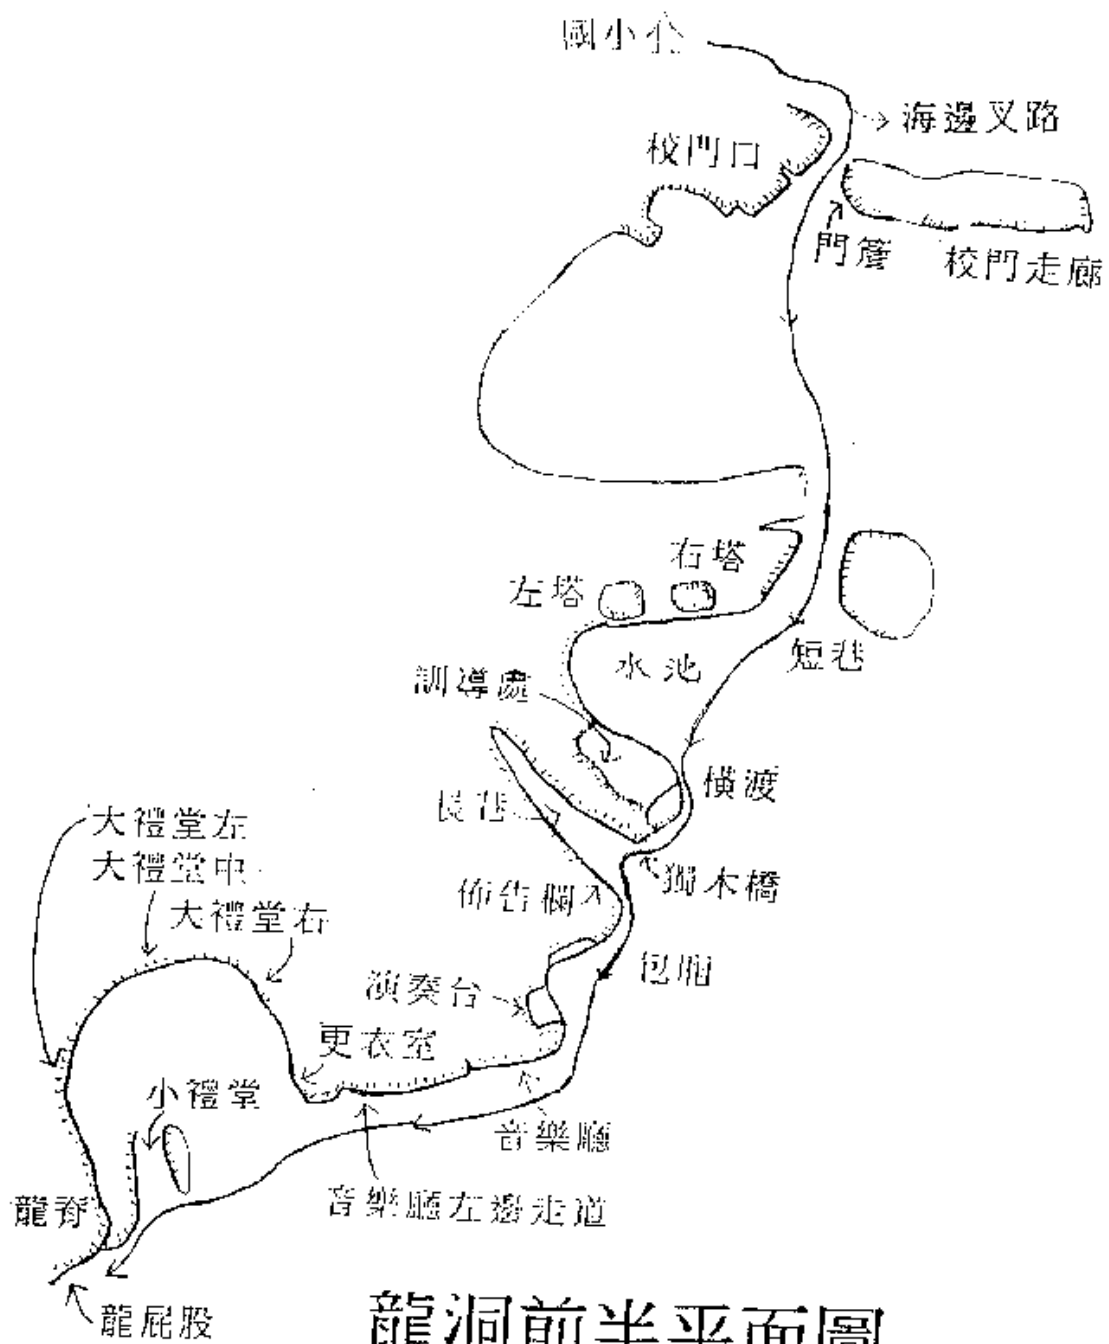 國小
海邊叉路
校門口
門簷
校門走廊
右塔
左塔
短巷
水池
訓導處
橫渡
長巷
大禮堂左
大禮堂中
獨木橋
佈告欄
大禮堂右
包廂
演奏台
更衣室
小禮堂
音樂廳
音樂廳左邊走道
龍脊
龍屁股
龍洞前半平面圖